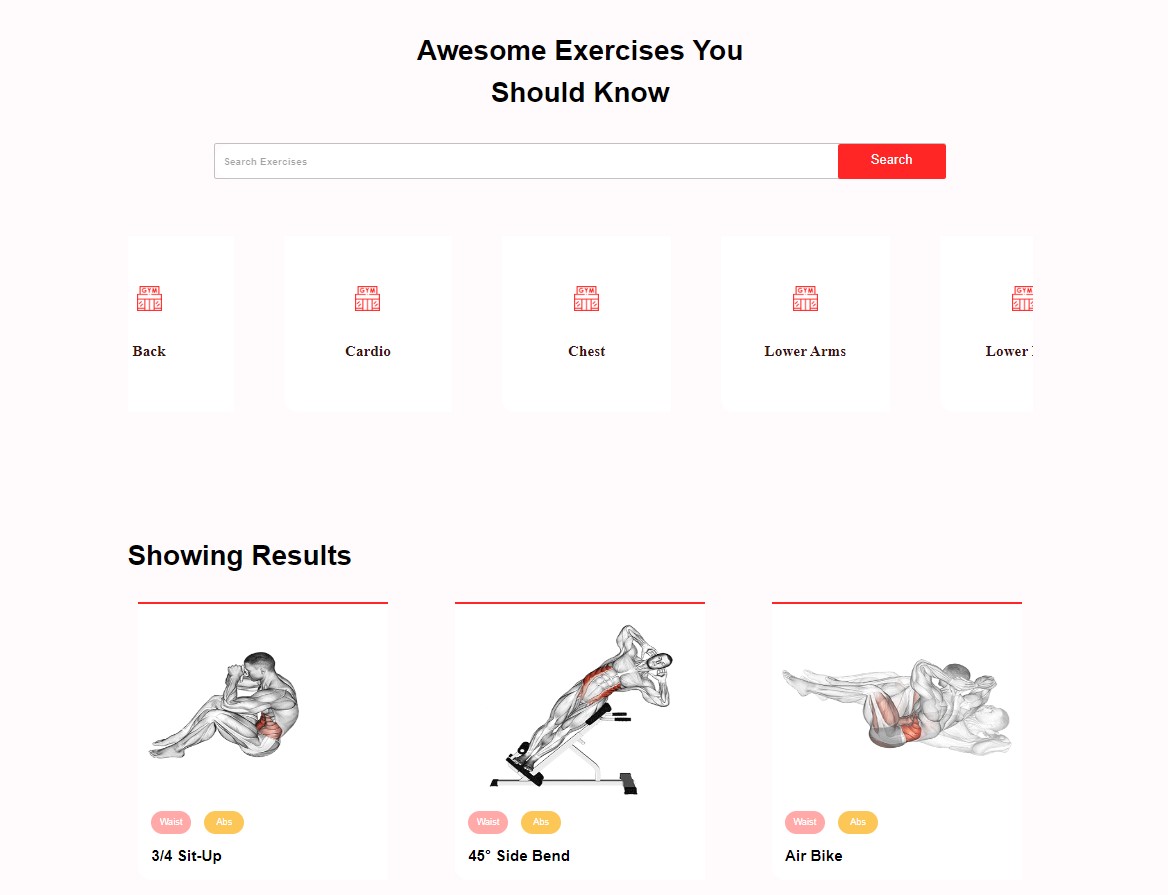 Awesome Exercises You
Should Know
Search Exercises
Search
GYM GYM GYM GYM GYM
Back Cardio Chest Lower Arms Lower
Showing Results
Waist Abs Waist Abs Waist Abs
3/4 Sit-Up 45° Side Bend Air Bike